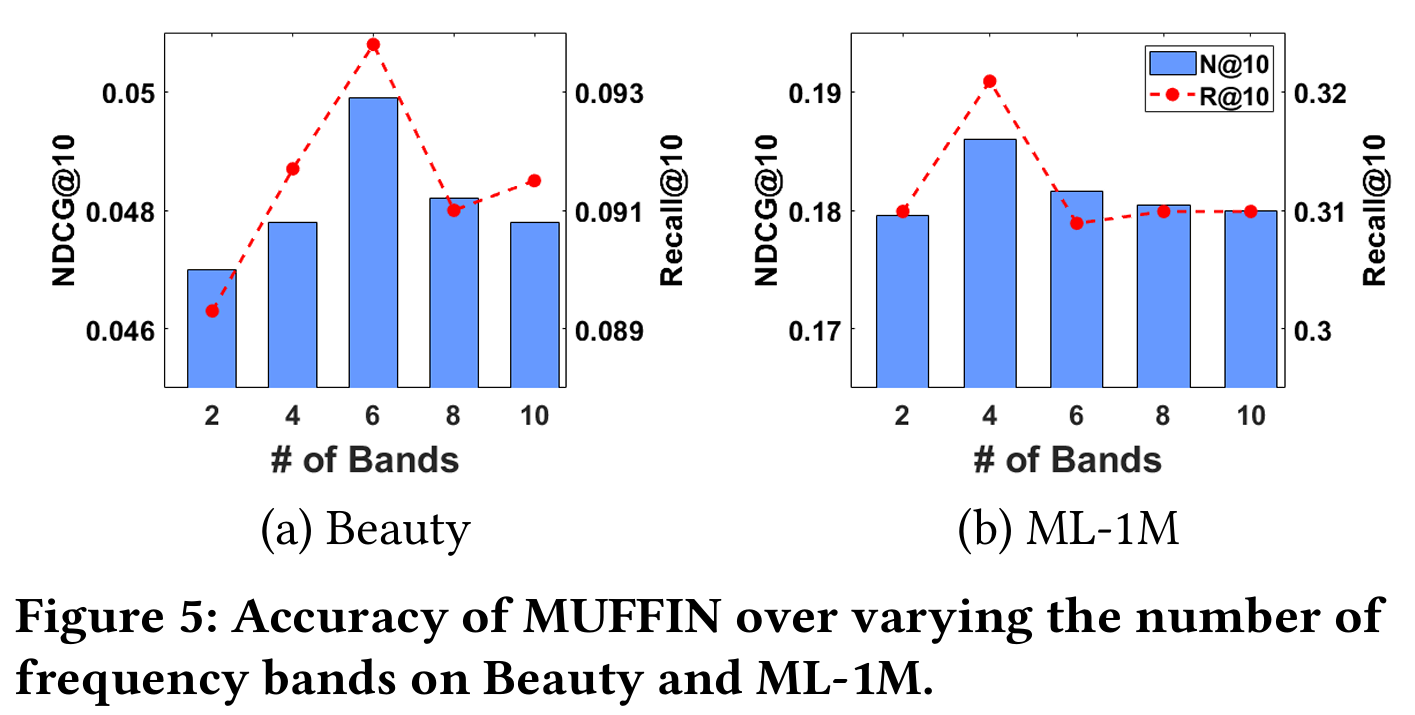 0.05
0.048
0.046
NDCG@10
0.093
0.091
0.089
Recall@10
2 4 6 8 10
# of Bands
(a) Beauty
N@10
R@10
0.19
0.18
0.17
NDCG@10
0.32
0.31
0.3
Recall@10
2 4 6 8 10
# of Bands
(b) ML-1M
Figure 5: Accuracy of MUFFIN over varying the number of
frequency bands on Beauty and ML-1M.